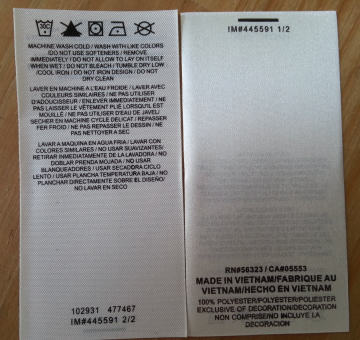 30C
MACHINE WASH COLD / WASH WITH LIKE COLORS
/DO NOT USE SOFTENERS / REMOVE
IMMEDIATELY / DO NOT ALLOW TO LAY ON ITSELF
WHEN WET / DO NOT BLEACH / TUMBLE DRY LOW
/ COOL IRON / DO NOT IRON DESIGN / DO NOT
DRY CLEAN
LAVER EN MACHINE A L'EAU FROIDE / LAVER AVEC
COULEURS SIMILAIRES / NE PAS UTILISER
D'ADOUCISSEUR / ENLEVER IMMÉDIATEMENT / NE
PAS LAISSER REPOSER SUR LUI-MÊME LORSQU'IL EST
MOUILLÉ / NE PAS UTILISER D'EAU DE JAVEL/
SECHER EN MACHINE CYCLE DÉLICAT / REPASSER
FER FROID / NE PAS REPASSER LE DESSIN / NE
PAS NETTOYER A SEC
LAVAR A MAQUINA EN AGUA FRIA / LAVAR CON
COLORES SIMILARES / NO USAR SUAVIZANTES/
RETIRAR INMEDIATAMENTE DE LA LAVADORA / NO
DOBLAR PRENDA MOJADA / NO USAR
BLANQUEADORES / USAR SECADORA CICLO
LENTO / USAR PLANCHA TEMPERATURA BAJA / NO
PLANCHAR DIRECTAMENTE SOBRE EL DISEÑO/
NO LAVAR EN SECO
102931 477467
IM#445591 2/2
IM#445591 1/2
RN#56323 / CA#05553
MADE IN VIETNAM/FABRIQUE AU
VIETNAM/HECHO EN VIETNAM
100% POLYESTER/POLYESTER/POLIESTER
EXCLUSIVE OF DECORATION/DECORATION
NON COMPRISE/NO INCLUYE LA
DECORACION